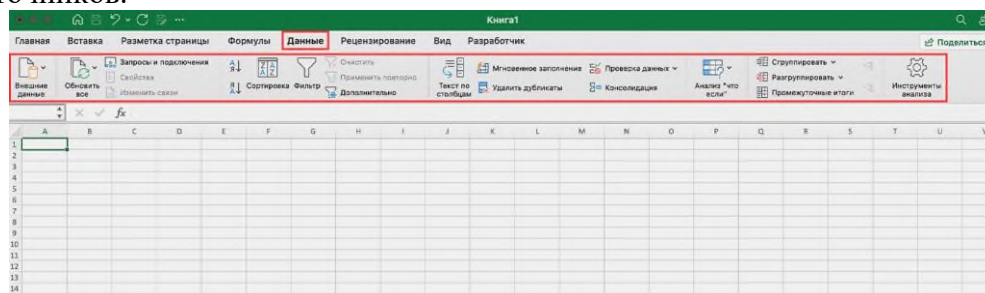 очников.
Книга1
Главная Вставка Разметка страницы Формулы Данные Рецензирование Вид Разработчик Поделиться
Внешние данные
Обновить все
Запросы и подключения
Свойства
Изменить связи
Сортировка
Фильтр
Очистить
Применить повторно
Дополнительно
Текст по столбцам
Мгновенное заполнение
Удалить дубликаты
Проверка данных
Консолидация
Анализ "что если"
Сгруппировать
Разгруппировать
Промежуточные итоги
Инструменты анализа
fx
A B C D E F G H I J K L M N O P Q R S T U
1
2
3
4
5
6
7
8
9
10
11
12
13
14